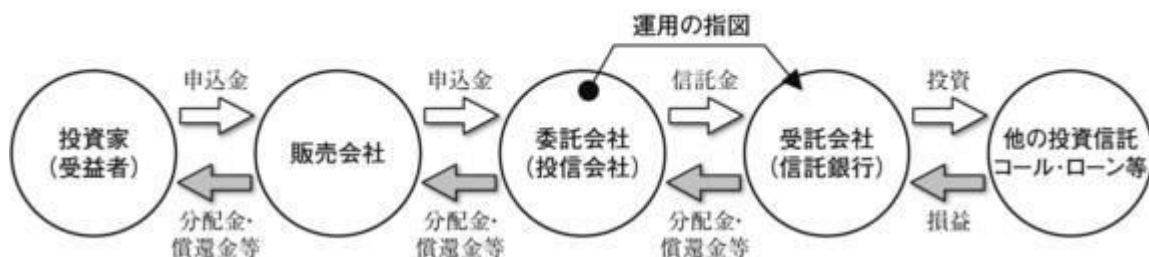 運用の指図
申込金
申込金
信託金
投資
投資家
(受益者)
販売会社
委託会社
(投信会社)
受託会社
(信託銀行)
他の投資信託
コール・ローン等
分配金・
償還金等
分配金・
償還金等
分配金・
償還金等
損益